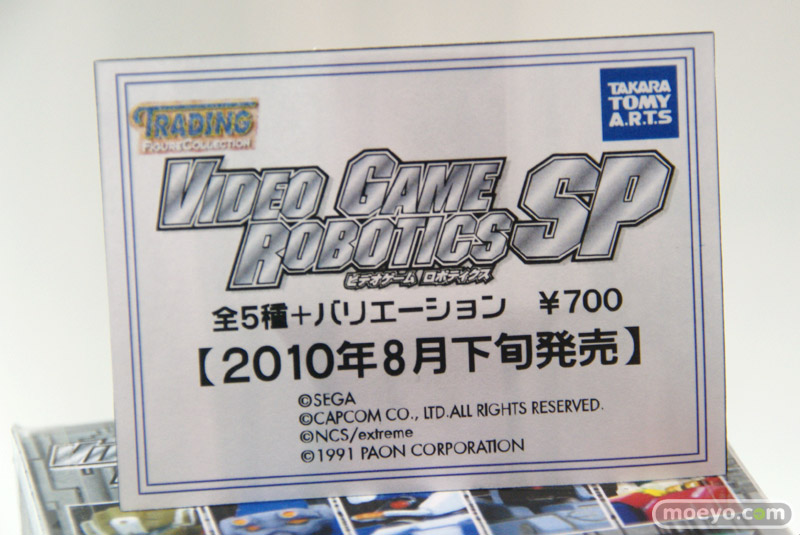 TRADING
FIGURE COLLECTION
TAKARA
TOMY
A.R.T.S
VIDEO GAME
ROBOTICS SP
ビデオゲーム ロボティクス
全5種+バリエーション ¥700
【2010年8月下旬発売】
©SEGA
©CAPCOM CO., LTD.ALL RIGHTS RESERVED.
©NCS/extreme
©1991 PAON CORPORATION
moeyo.com